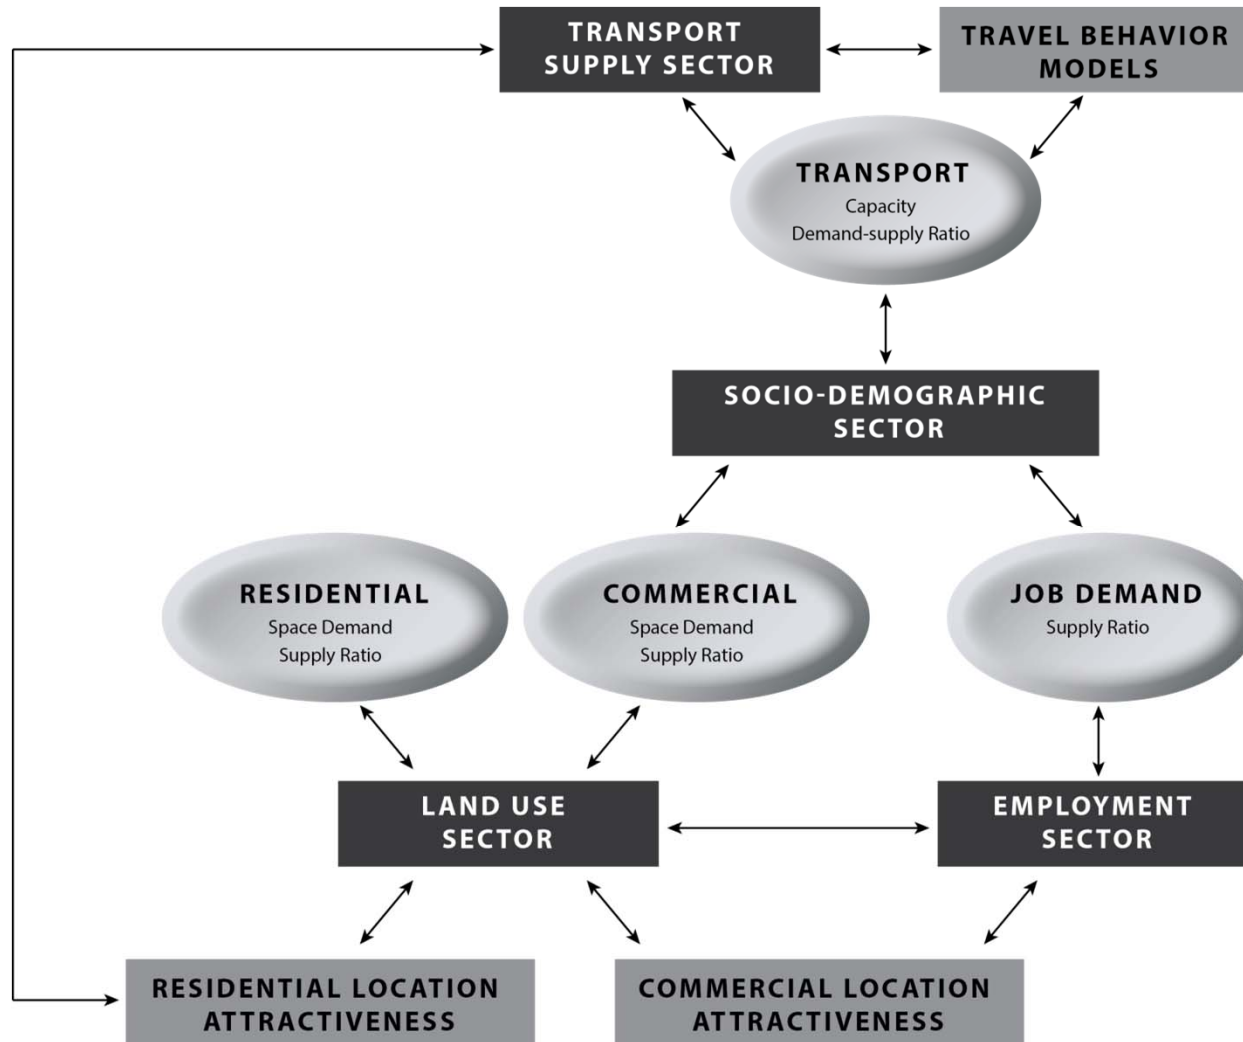 TRANSPORT
SUPPLY SECTOR
TRAVEL BEHAVIOR
MODELS
TRANSPORT
Capacity
Demand-supply Ratio
SOCIO-DEMOGRAPHIC
SECTOR
RESIDENTIAL
Space Demand
Supply Ratio
COMMERCIAL
Space Demand
Supply Ratio
JOB DEMAND
Supply Ratio
LAND USE
SECTOR
EMPLOYMENT
SECTOR
RESIDENTIAL LOCATION
ATTRACTIVENESS
COMMERCIAL LOCATION
ATTRACTIVENESS